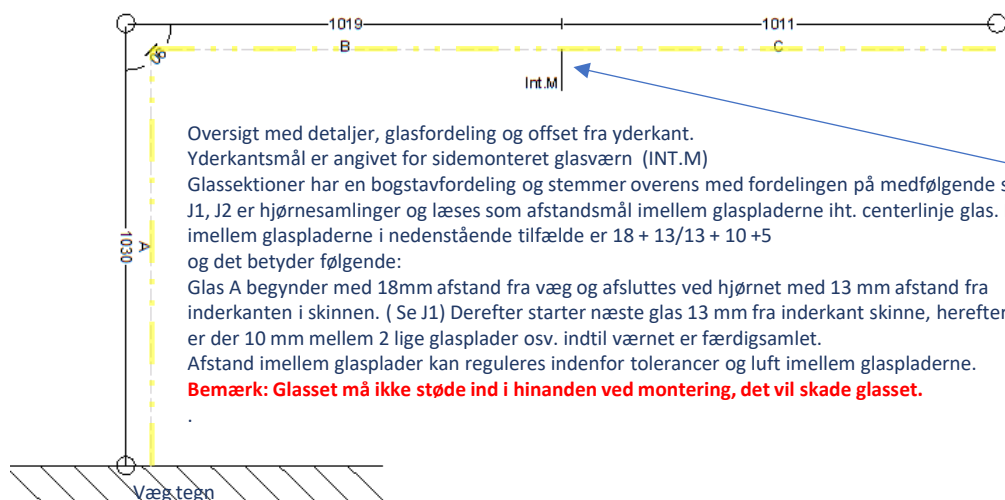 1019
1011
B
C
90
Int.M
Oversigt med detaljer, glasfordeling og offset fra yderkant.
Yderkantsmål er angivet for sidemonteret glasværn (INT.M)
Glassektioner har en bogstavfordeling og stemmer overens med fordelingen på medfølgende s
J1, J2 er hjørnesamlinger og læses som afstandsmål imellem glaspladerne iht. centerlinje glas.
imellem glaspladerne i nedenstående tilfælde er 18 + 13/13 + 10 +5
og det betyder følgende:
Glas A begynder med 18mm afstand fra væg og afsluttes ved hjørnet med 13 mm afstand fra
inderkanten i skinnen. ( Se J1) Derefter starter næste glas 13 mm fra inderkant skinne, herefter
er der 10 mm mellem 2 lige glasplader osv. indtil værnet er færdigsamlet.
Afstand imellem glasplader kan reguleres indenfor tolerancer og luft imellem glaspladerne.
Bemærk: Glasset må ikke støde ind i hinanden ved montering, det vil skade glasset.
.
1030
A
Væg tegn